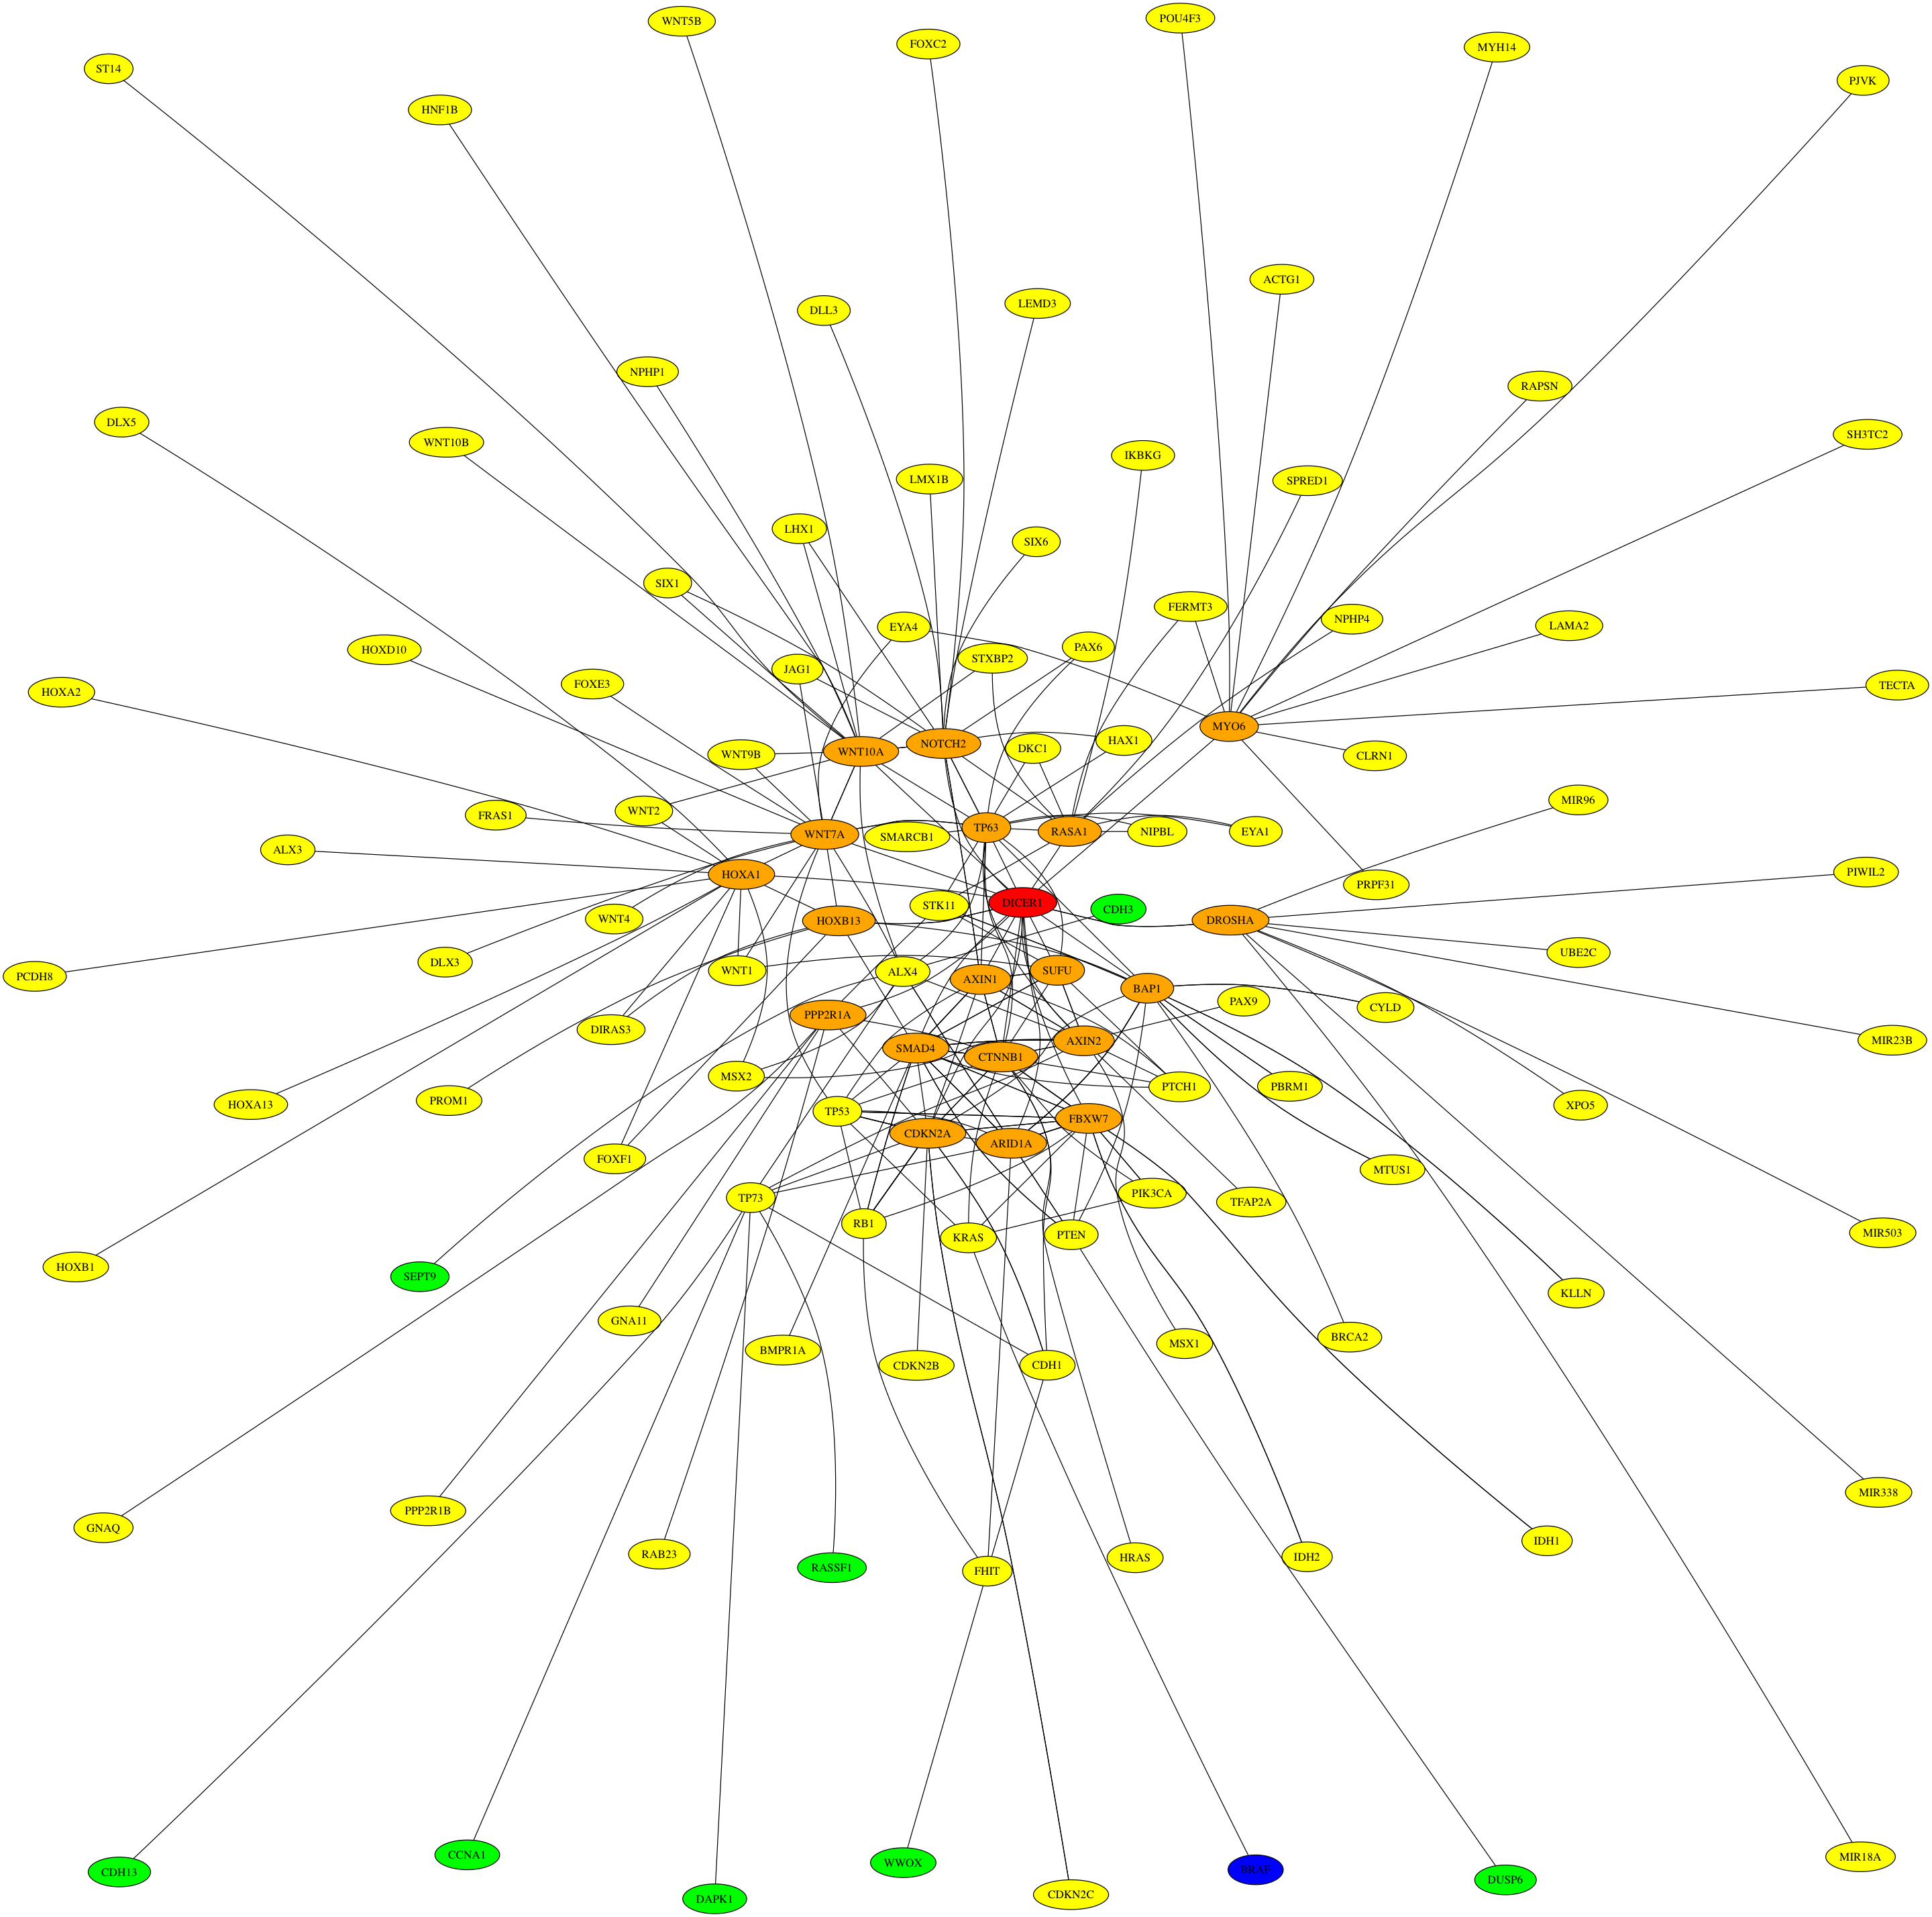 POU4F3
WNT5B
FOXC2
MYH14
ST14
PJVK
HNF1B
ACTG1
LEMD3
DLL3
NPHP1
RAPSN
DLX5
SH3TC2
WNT10B
IKBKG
LMX1B
SPRED1
LHX1
SIX6
SIX1
FERMT3
NPHP4
EYA4
LAMA2
PAX6
HOXD10
STXBP2
JAG1
FOXE3
TECTA
HOXA2
MYO6
HAX1
NOTCH2
DKC1
WNT10A
WNT9B
CLRN1
MIR96
WNT2
FRAS1
TP63
RASA1
NIPBL
EYA1
WNT7A
SMARCB1
ALX3
PIWIL2
HOXA1
PRPF31
DICER1
STK11
CDH3
WNT4
HOXB13
DROSHA
UBE2C
DLX3
WNT1
ALX4
SUFU
PCDH8
AXIN1
BAP1
PAX9
CYLD
PPP2R1A
DIRAS3
AXIN2
MIR23B
SMAD4
CTNNB1
MSX2
PTCH1
PBRM1
PROM1
HOXA13
XPO5
TP53
FBXW7
CDKN2A
ARID1A
FOXF1
MTUS1
PIK3CA
TP73
TFAP2A
RB1
MIR503
PTEN
KRAS
HOXB1
SEPT9
KLLN
GNA11
BRCA2
MSX1
BMPR1A
CDKN2B
CDH1
MIR338
PPP2R1B
GNAQ
IDH1
RAB23
IDH2
HRAS
RASSF1
FHIT
CCNA1
MIR18A
WWOX
BRAF
CDH13
DUSP6
CDKN2C
DAPK1